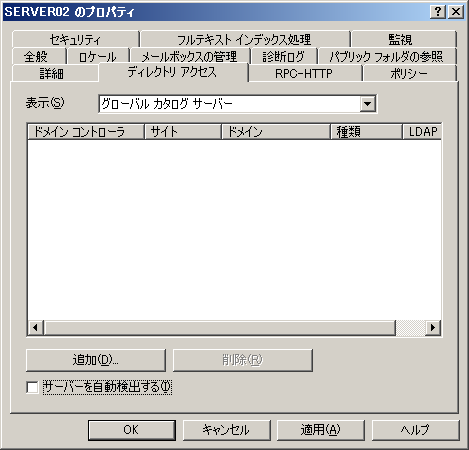 SERVER02 のプロパティ
セキュリティ フルテキスト インデックス処理 監視
全般 ロケール メールボックスの管理 診断ログ パブリック フォルダの参照
詳細 ディレクトリ アクセス RPC-HTTP ポリシー
表示(S) グローバル カタログ サーバー
ドメイン コントローラ サイト ドメイン 種類 LDAP
追加(D)... 削除(R)
サーバーを自動検出する(I)
OK キャンセル 適用(A) ヘルプ